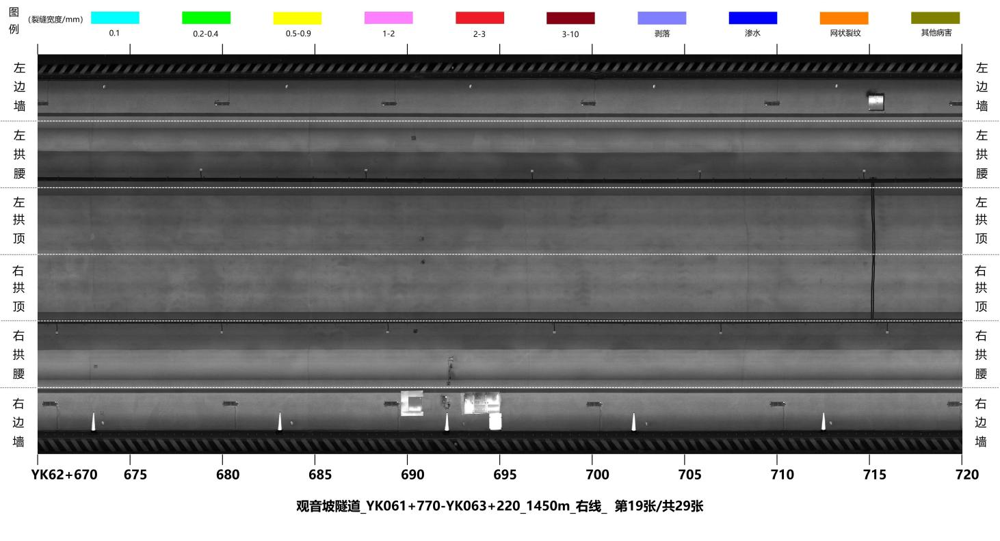 图例 (裂缝宽度/mm)
0.1 0.2-0.4 0.5-0.9 1-2 2-3 3-10 剥落 渗水 网状裂纹 其他病害
左边墙 左边墙
左拱腰 左拱腰
左拱顶 左拱顶
右拱顶 右拱顶
右拱腰 右拱腰
右边墙 右边墙
YK62+670 675 680 685 690 695 700 705 710 715 720
观音坡隧道_YK061+770-YK063+220_1450m_右线_ 第19张/共29张